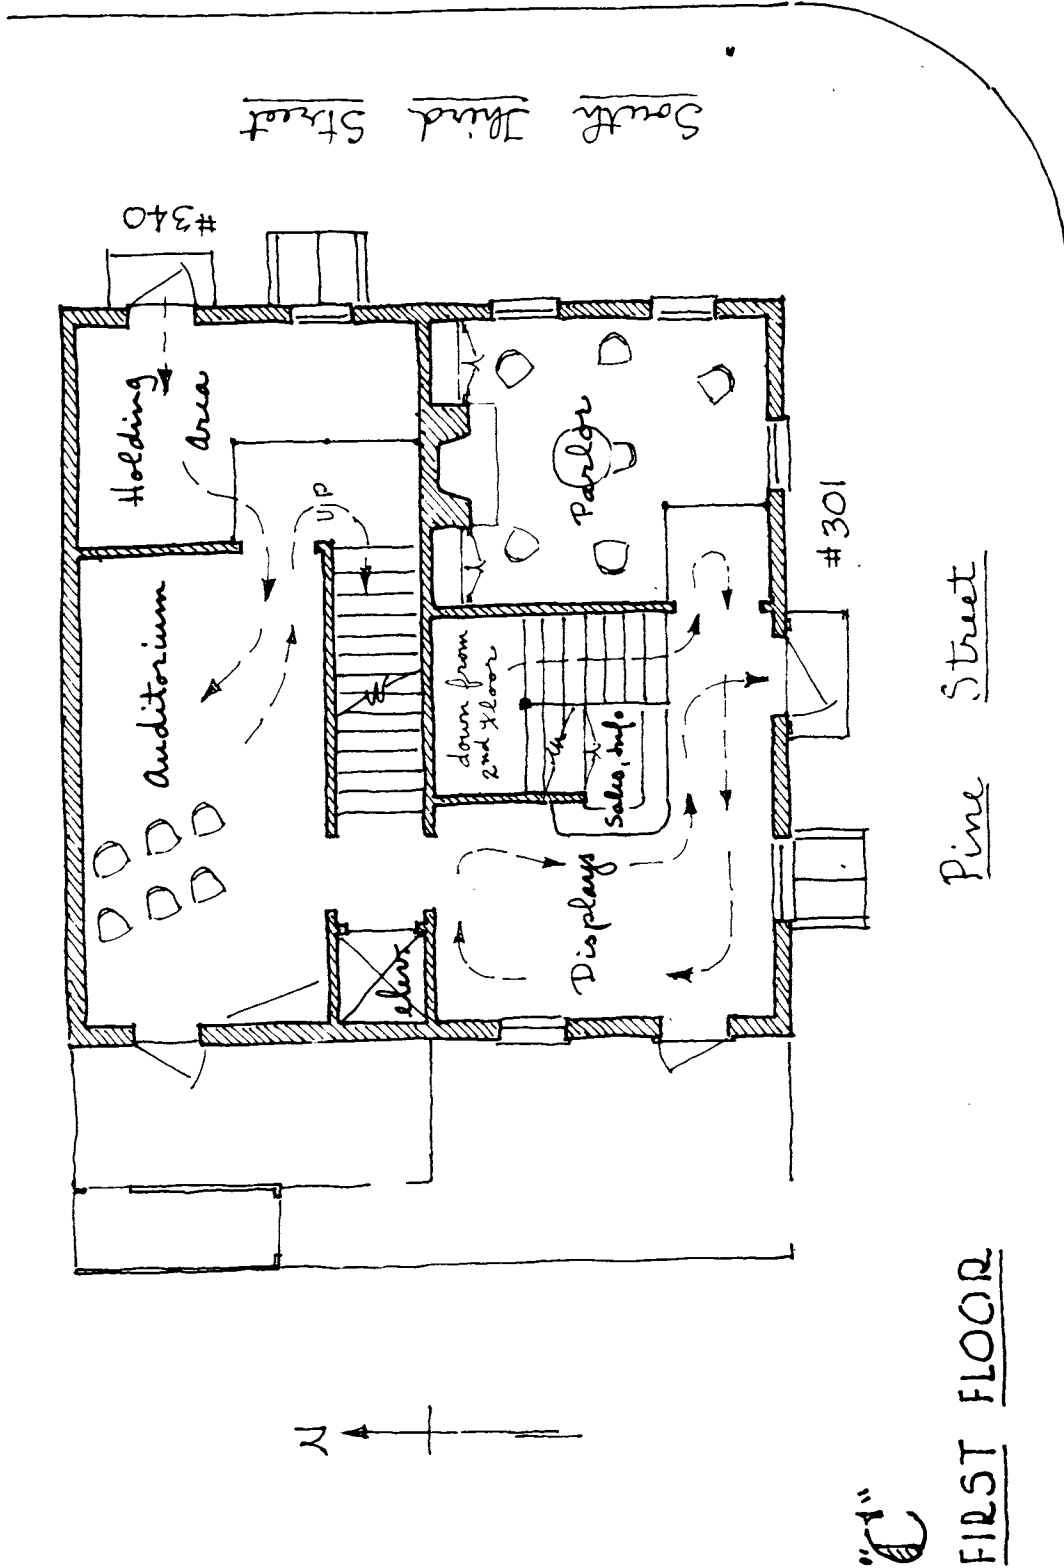 South Third Street
#340
Holding
Area
UP
Auditorium
Parlor
down from
2nd floor
Sales, Info.
Displays
elev.
#301
Pine Street
N
FIRST FLOOR